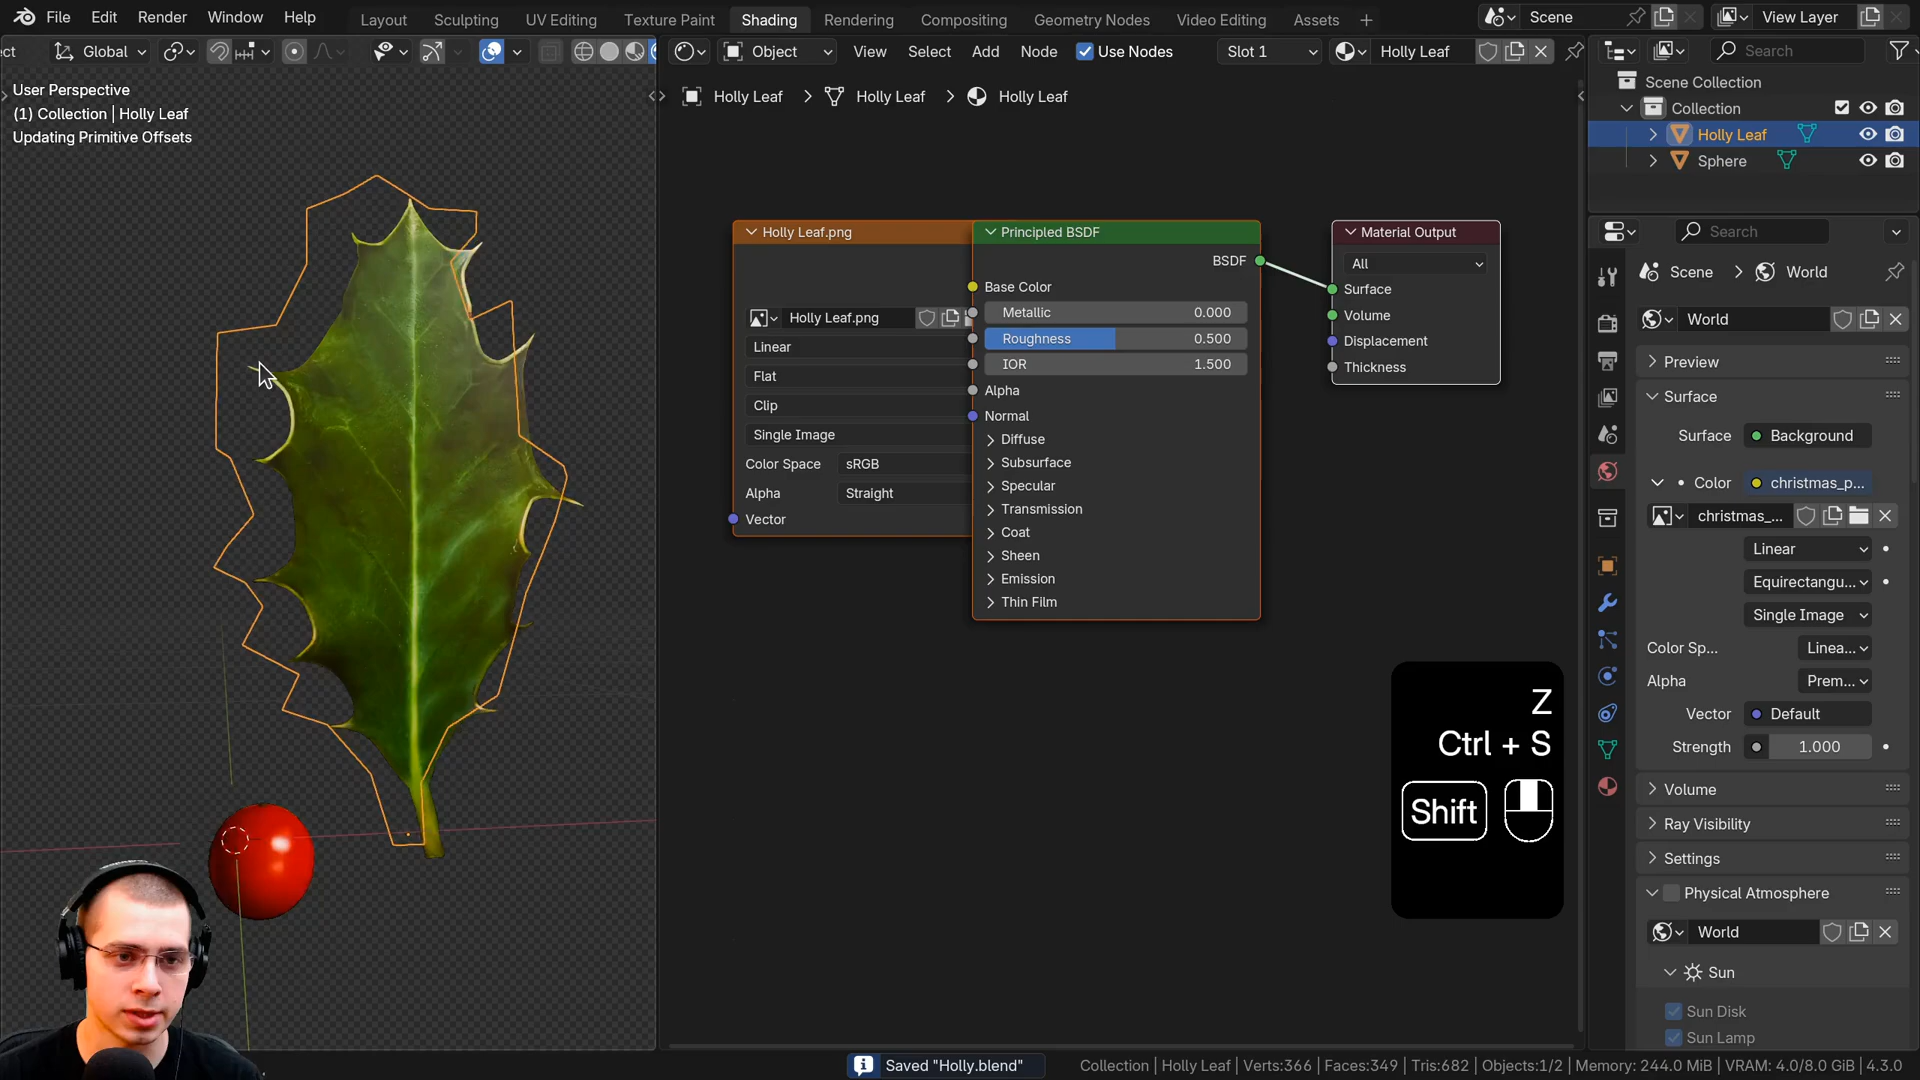 File Edit Render Window Help Layout Sculpting UV Editing Texture Paint Shading Rendering Compositing Geometry Nodes Video Editing Assets + Scene View Layer
ct Global Object View Select Add Node Use Nodes Slot 1 Holly Leaf Search
User Perspective
(1) Collection | Holly Leaf
Updating Primitive Offsets
Holly Leaf > Holly Leaf > Holly Leaf
Scene Collection
Collection
Holly Leaf
Sphere
Search
Scene > World
World
Preview
Surface
Surface Background
Color christmas_p...
christmas_...
Linear
Equirectangu...
Single Image
Color Sp... Linea...
Alpha Prem...
Vector Default
Strength 1.000
Volume
Ray Visibility
Settings
Physical Atmosphere
World
Sun
Sun Disk
Sun Lamp
Holly Leaf.png
Holly Leaf.png
Linear
Flat
Clip
Single Image
Color Space sRGB
Alpha Straight
Vector
Principled BSDF
BSDF
Base Color
Metallic 0.000
Roughness 0.500
IOR 1.500
Alpha
Normal
Diffuse
Subsurface
Specular
Transmission
Coat
Sheen
Emission
Thin Film
Material Output
All
Surface
Volume
Displacement
Thickness
Z
Ctrl + S
Shift
Saved "Holly.blend"
Collection | Holly Leaf | Verts:366 | Faces:349 | Tris:682 | Objects:1/2 | Memory: 244.0 MiB | VRAM: 4.0/8.0 GiB | 4.3.0